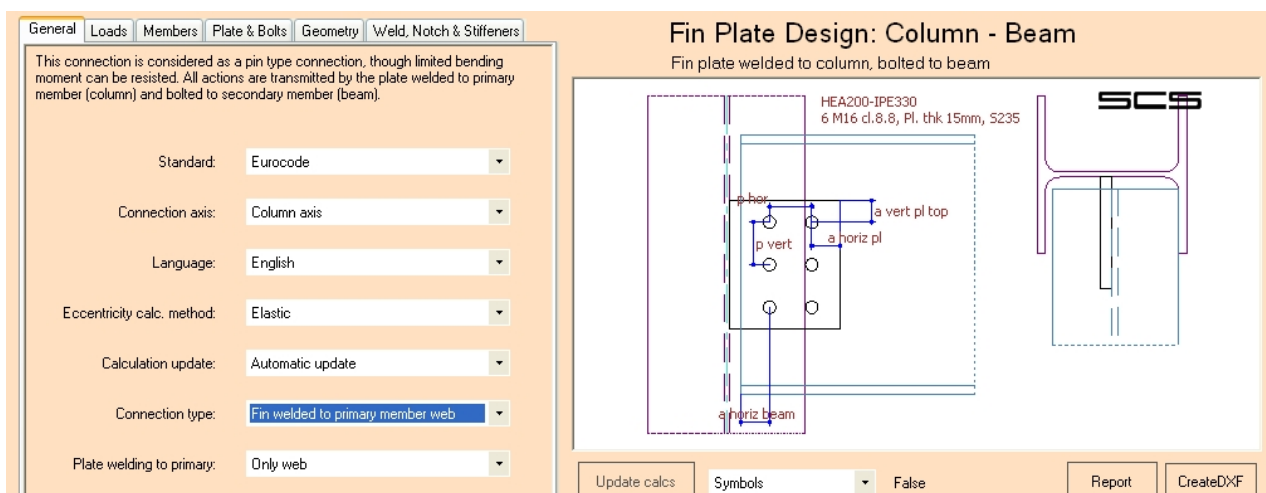 General
Loads
Members
Plate & Bolts
Geometry
Weld, Notch & Stiffeners
This connection is considered as a pin type connection, though limited bending
moment can be resisted. All actions are transmitted by the plate welded to primary
member (column) and bolted to secondary member (beam).
Standard:
Eurocode
Connection axis:
Column axis
Language:
English
Eccentricity calc. method:
Elastic
Calculation update:
Automatic update
Connection type:
Fin welded to primary member web
Plate welding to primary:
Only web
Fin Plate Design: Column - Beam
Fin plate welded to column, bolted to beam
HEA200-IPE330
6 M16 cl.8.8, Pl. thk 15mm, S235
SCS
p hor
a vert pl top
p vert
a horiz pl
a horiz beam
Update calcs
Symbols
False
Report
CreateDXF